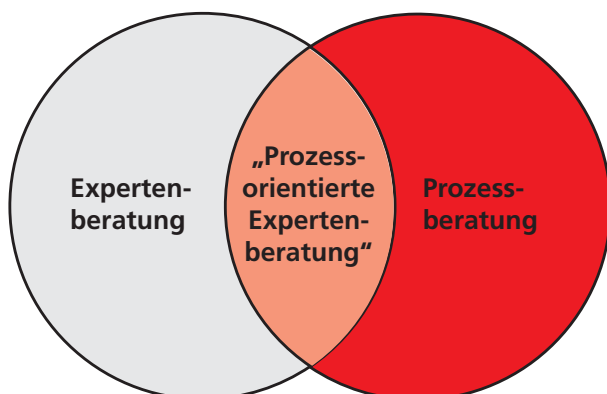 Experten-
beratung
„Prozess-
orientierte
Experten-
beratung“
Prozess-
beratung